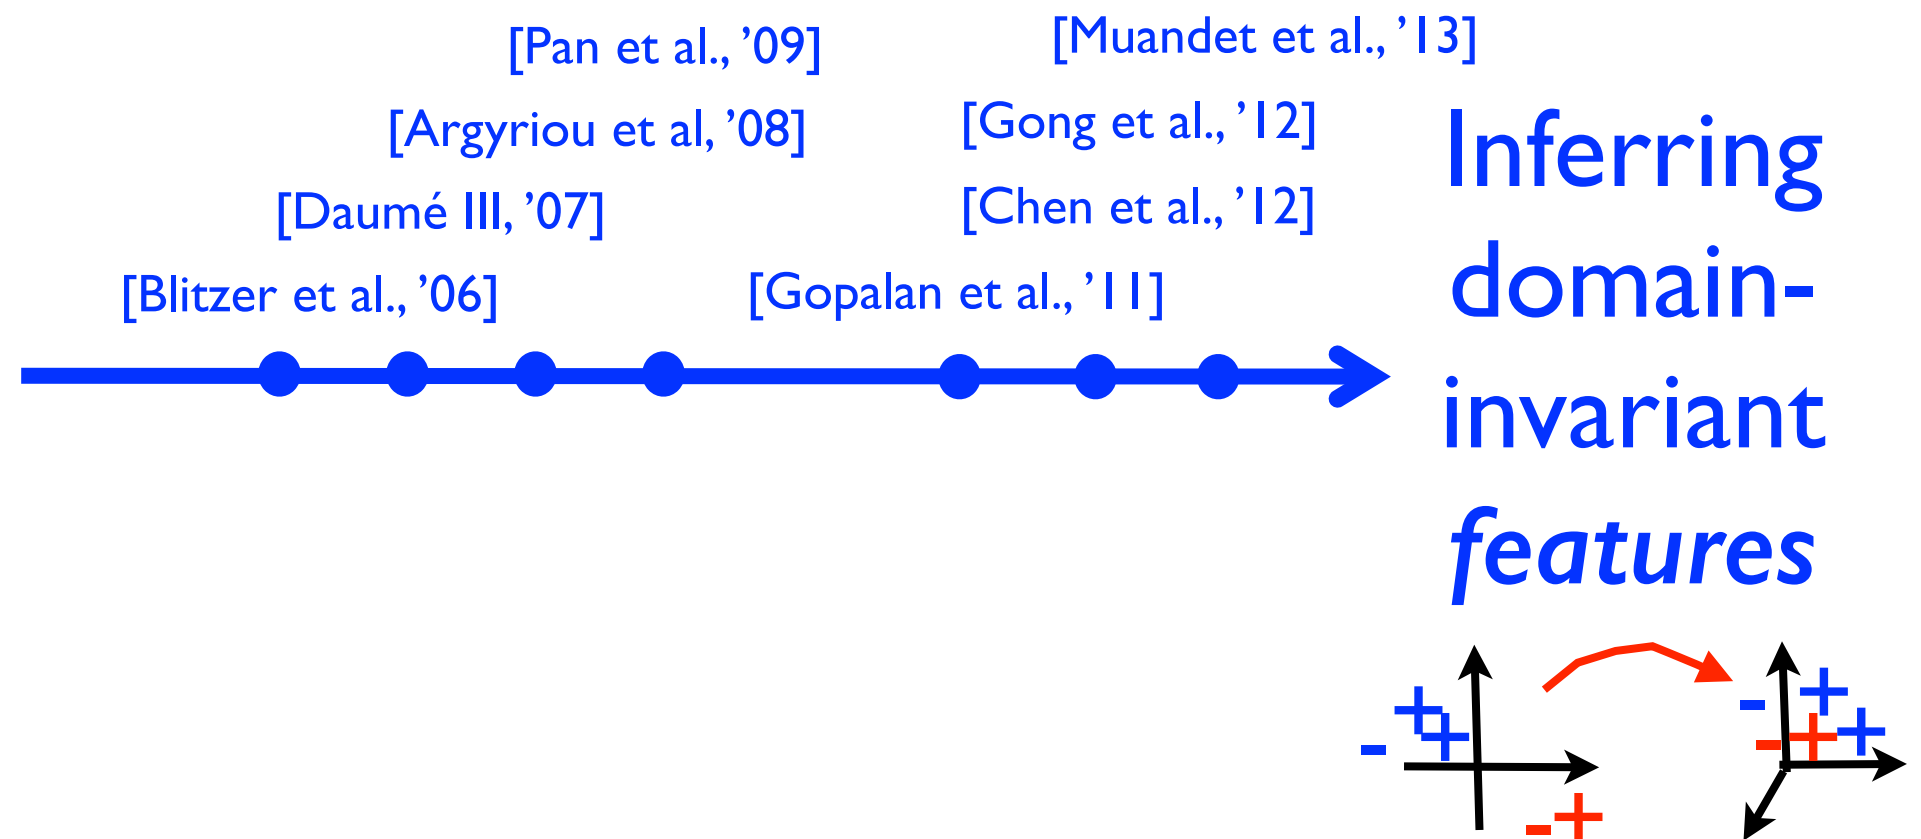 [Pan et al., ’09]
[Muandet et al., ’13]
[Argyriou et al, ’08]
[Gong et al., ’12]
[Daumé III, ’07]
[Chen et al., ’12]
[Blitzer et al., ’06]
[Gopalan et al., ’11]
Inferring
domain-
invariant
features